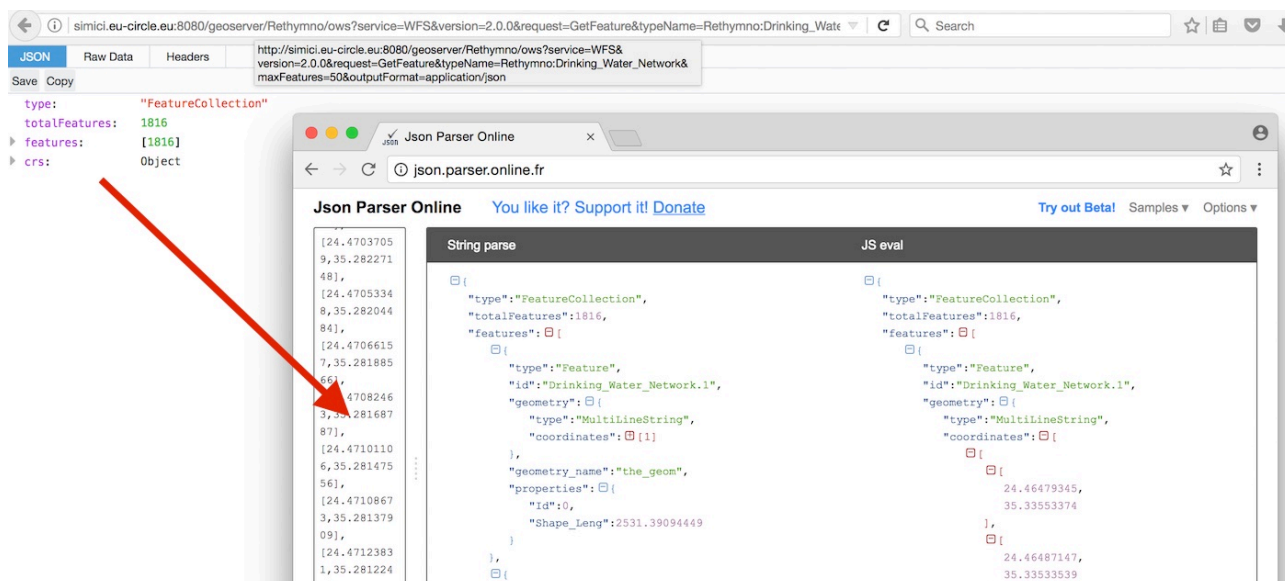 simici.eu-circle.eu:8080/geoserver/Rethymno/ows?service=WFS&version=2.0.0&request=GetFeature&typeName=Rethymno:Drinking_Wate
Search
JSON Raw Data Headers
http://simici.eu-circle.eu:8080/geoserver/Rethymno/ows?service=WFS&
version=2.0.0&request=GetFeature&typeName=Rethymno:Drinking_Water_Network&
maxFeatures=50&outputFormat=application/json
Save Copy
type: "FeatureCollection"
totalFeatures: 1816
features: [1816]
crs: Object
JSON Json Parser Online ×
json.parser.online.fr
Json Parser Online You like it? Support it! Donate
Try out Beta! Samples ▾ Options ▾
[24.4703705
9,35.282271
48],
[24.4705334
8,35.282044
84],
[24.4706615
7,35.281885
66],
4708246
3,35.281687
87],
[24.4710110
6,35.281475
56],
[24.4710867
3,35.281379
09],
[24.4712383
1,35.281224
String parse
{
"type":"FeatureCollection",
"totalFeatures":1816,
"features": [
{
"type":"Feature",
"id":"Drinking_Water_Network.1",
"geometry": {
"type":"MultiLineString",
"coordinates": [1]
},
"geometry_name":"the_geom",
"properties": {
"Id":0,
"Shape_Leng":2531.39094449
}
},
{
JS eval
{
"type":"FeatureCollection",
"totalFeatures":1816,
"features": [
{
"type":"Feature",
"id":"Drinking_Water_Network.1",
"geometry": {
"type":"MultiLineString",
"coordinates": [
[
[
24.46479345,
35.33553374
],
[
24.46487147,
35.33533539